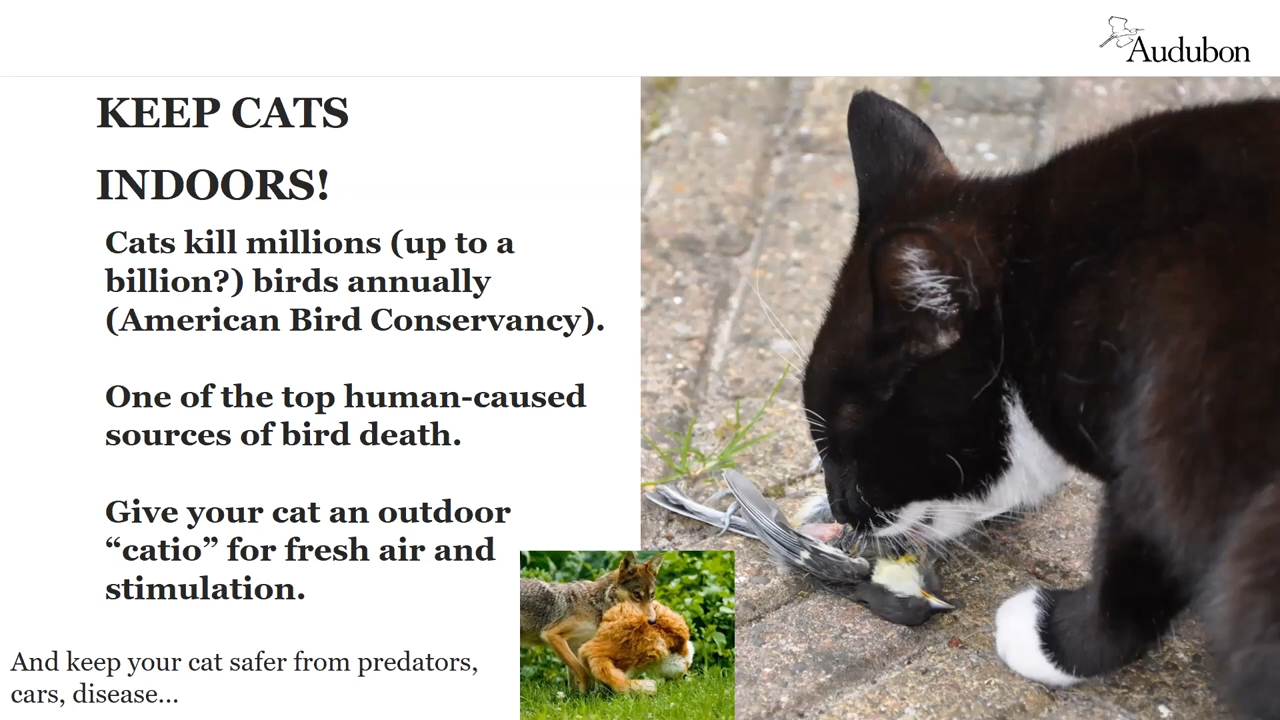 Audubon
KEEP CATS
INDOORS!
Cats kill millions (up to a
billion?) birds annually
(American Bird Conservancy).
One of the top human-caused
sources of bird death.
Give your cat an outdoor
“catio” for fresh air and
stimulation.
And keep your cat safer from predators,
cars, disease...